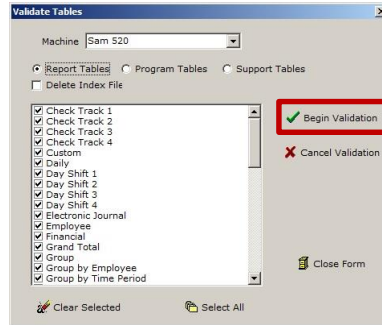 Validate Tables
Machine Sam 520
Report Tables Program Tables Support Tables
Delete Index File
Check Track 1
Check Track 2
Check Track 3
Check Track 4
Custom
Daily
Day Shift 1
Day Shift 2
Day Shift 3
Day Shift 4
Electronic Journal
Employee
Financial
Grand Total
Group
Group by Employee
Group by Time Period
Begin Validation
Cancel Validation
Close Form
Clear Selected Select All